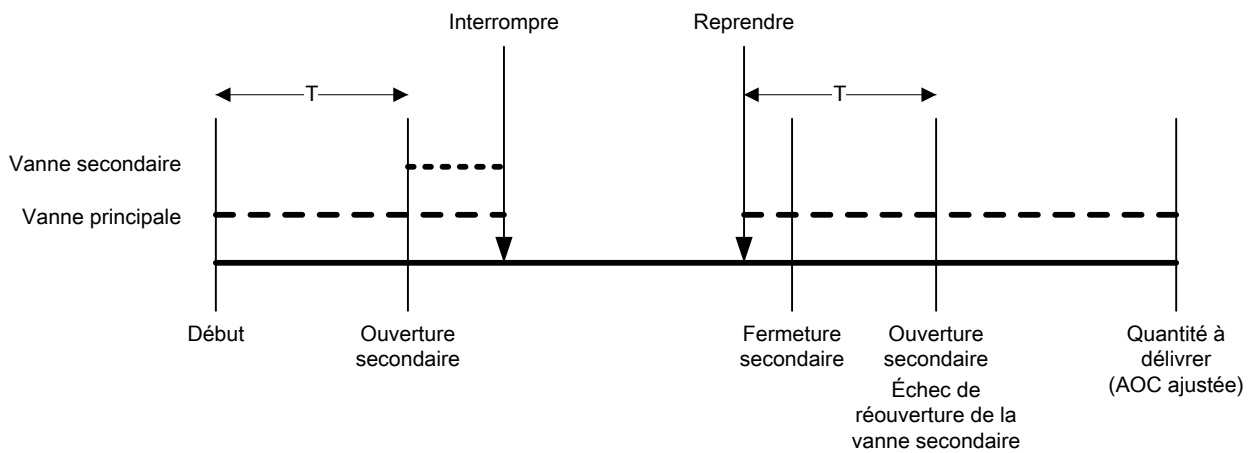 Interrompre
Reprendre
T
T
Vanne secondaire
Vanne principale
Début
Ouverture
secondaire
Fermeture
secondaire
Ouverture
secondaire
Échec de
réouverture de la
vanne secondaire
Quantité à
délivrer
(AOC ajustée)